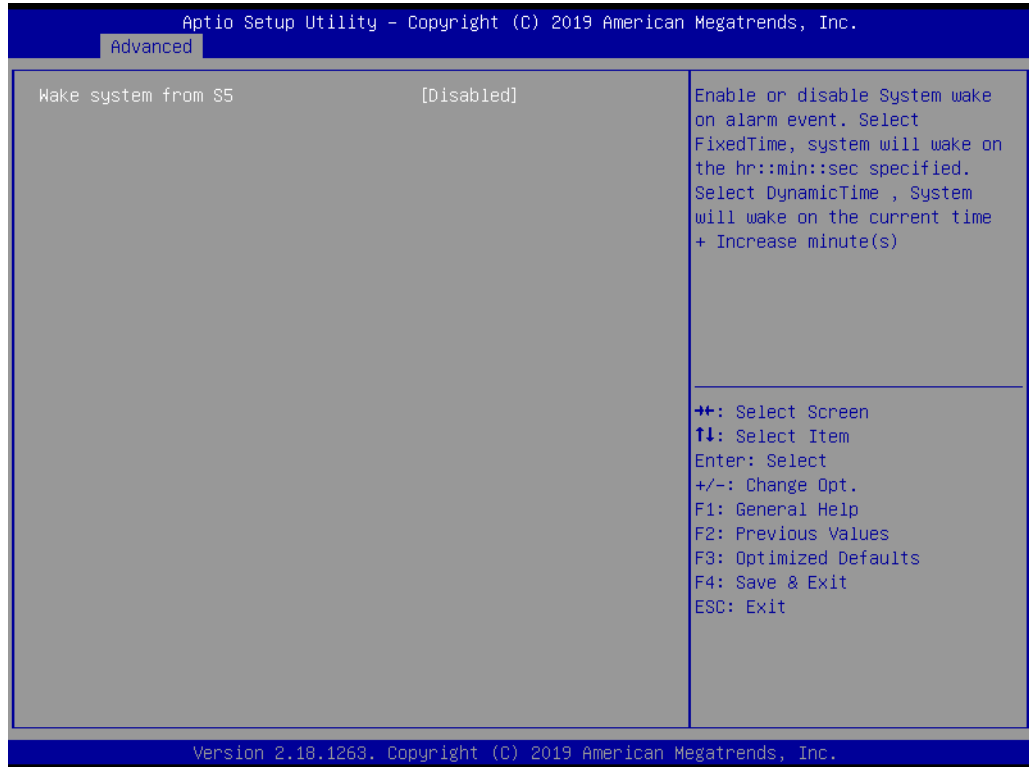 Aptio Setup Utility – Copyright (C) 2019 American Megatrends, Inc.
Advanced
Wake system from S5 [Disabled]
Enable or disable System wake
on alarm event. Select
FixedTime, system will wake on
the hr::min::sec specified.
Select DynamicTime , System
will wake on the current time
+ Increase minute(s)
→←: Select Screen
↑↓: Select Item
Enter: Select
+/-: Change Opt.
F1: General Help
F2: Previous Values
F3: Optimized Defaults
F4: Save & Exit
ESC: Exit
Version 2.18.1263. Copyright (C) 2019 American Megatrends, Inc.